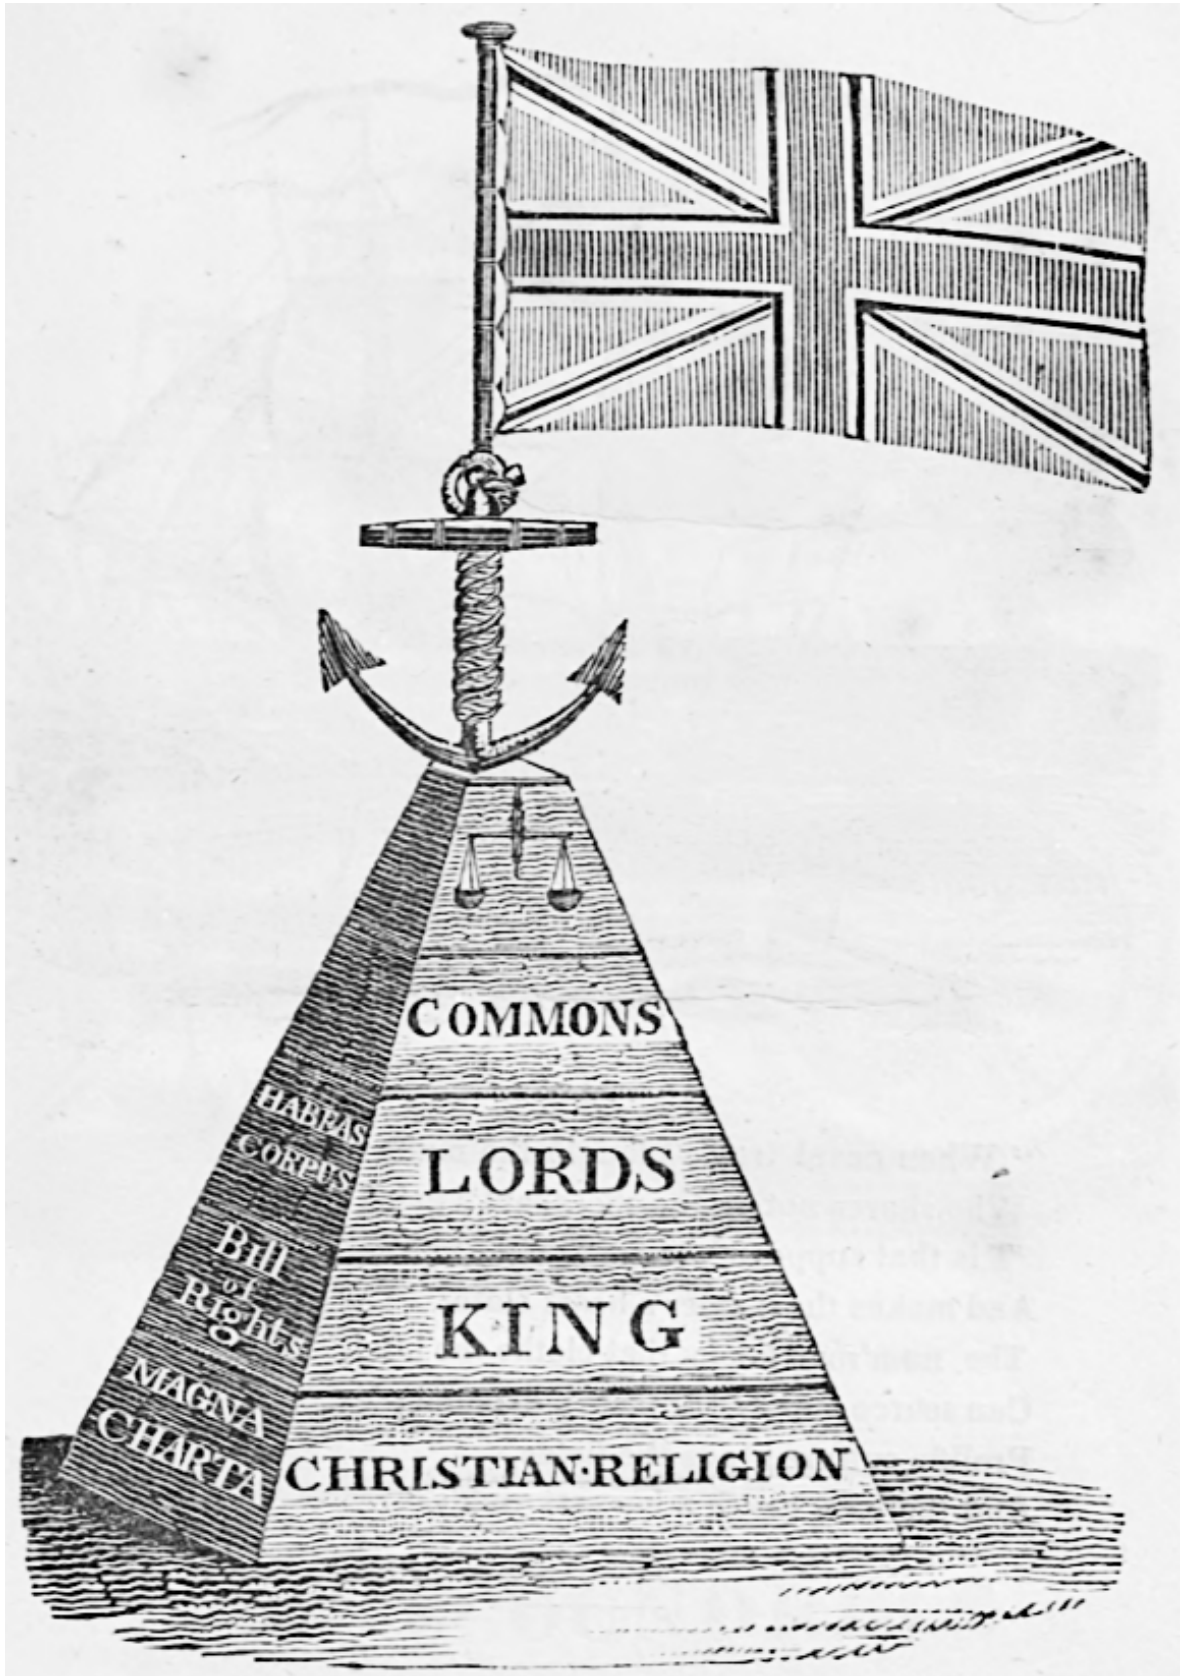 COMMONS
LORDS
KING
CHRISTIAN·RELIGION
HABEAS
CORPUS
Bill
of
Rights
MAGNA
CHARTA